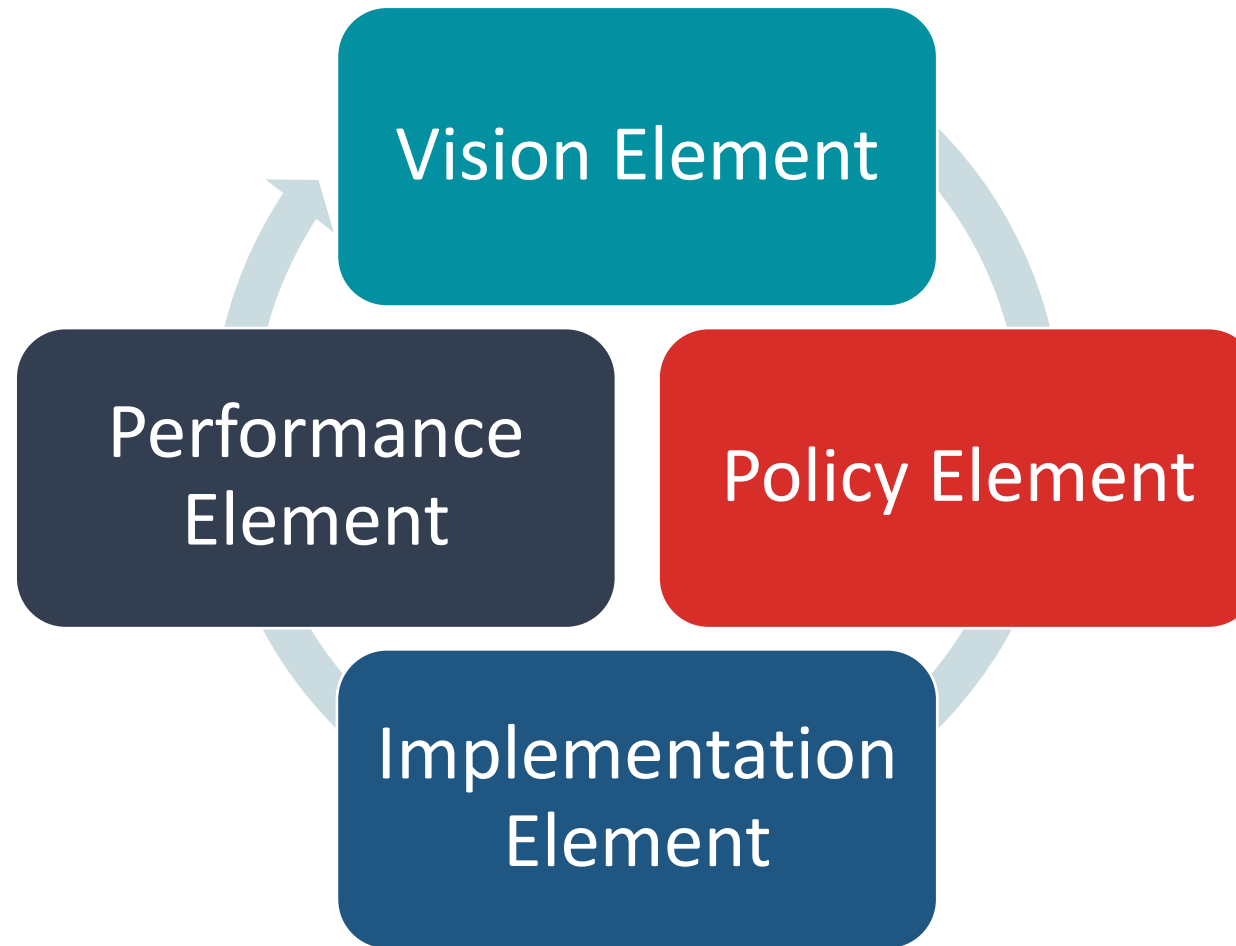 Vision Element
Policy Element
Implementation
Element
Performance
Element